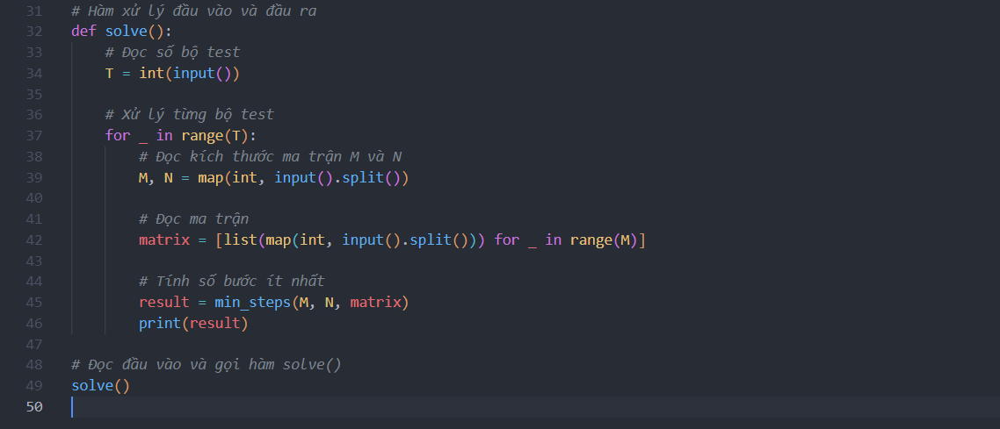 31 # Hàm xử lý đầu vào và đầu ra
32 def solve():
33     # Đọc số bộ test
34     T = int(input())
35
36     # Xử lý từng bộ test
37     for _ in range(T):
38         # Đọc kích thước ma trận M và N
39         M, N = map(int, input().split())
40
41         # Đọc ma trận
42         matrix = [list(map(int, input().split())) for _ in range(M)]
43
44         # Tính số bước ít nhất
45         result = min_steps(M, N, matrix)
46         print(result)
47
48 # Đọc đầu vào và gọi hàm solve()
49 solve()
50